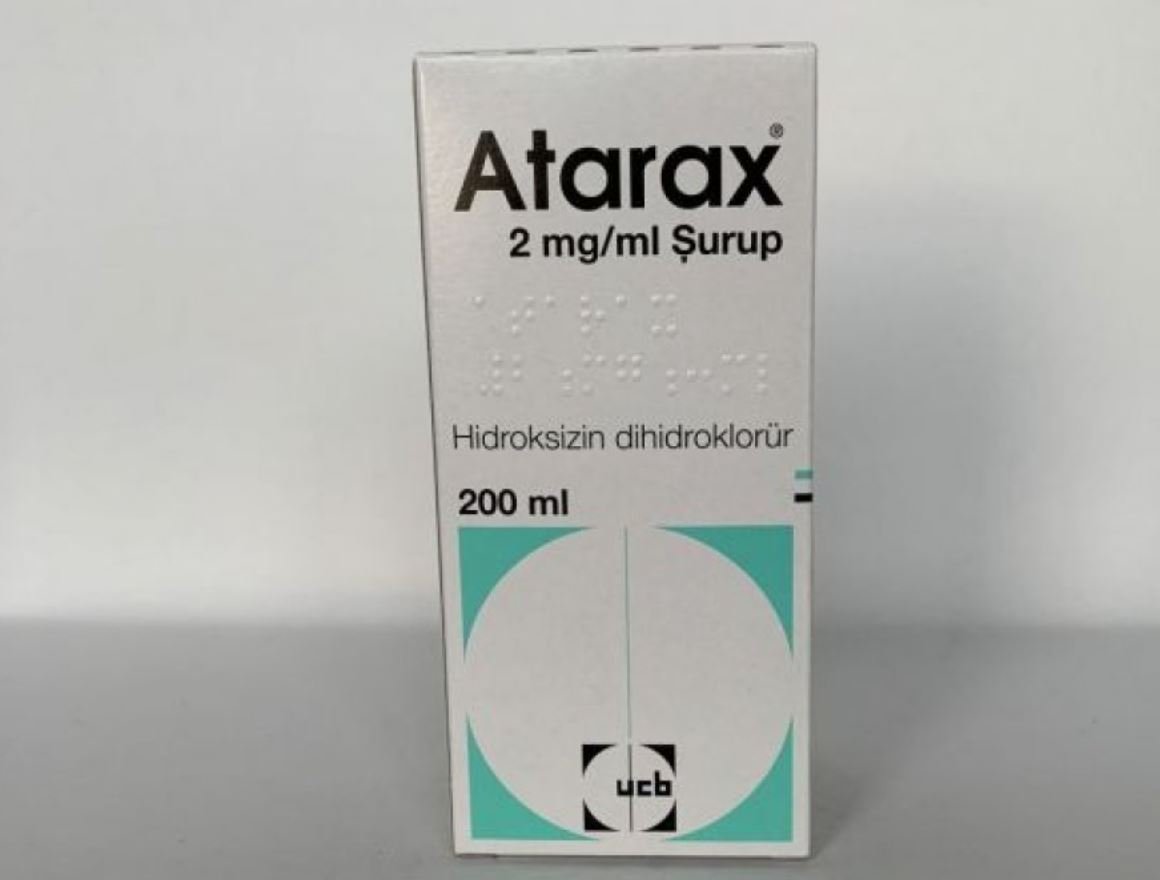 Atarax®
2 mg/ml Şurup
Hidroksizin dihidroklorür
200 ml
ucb